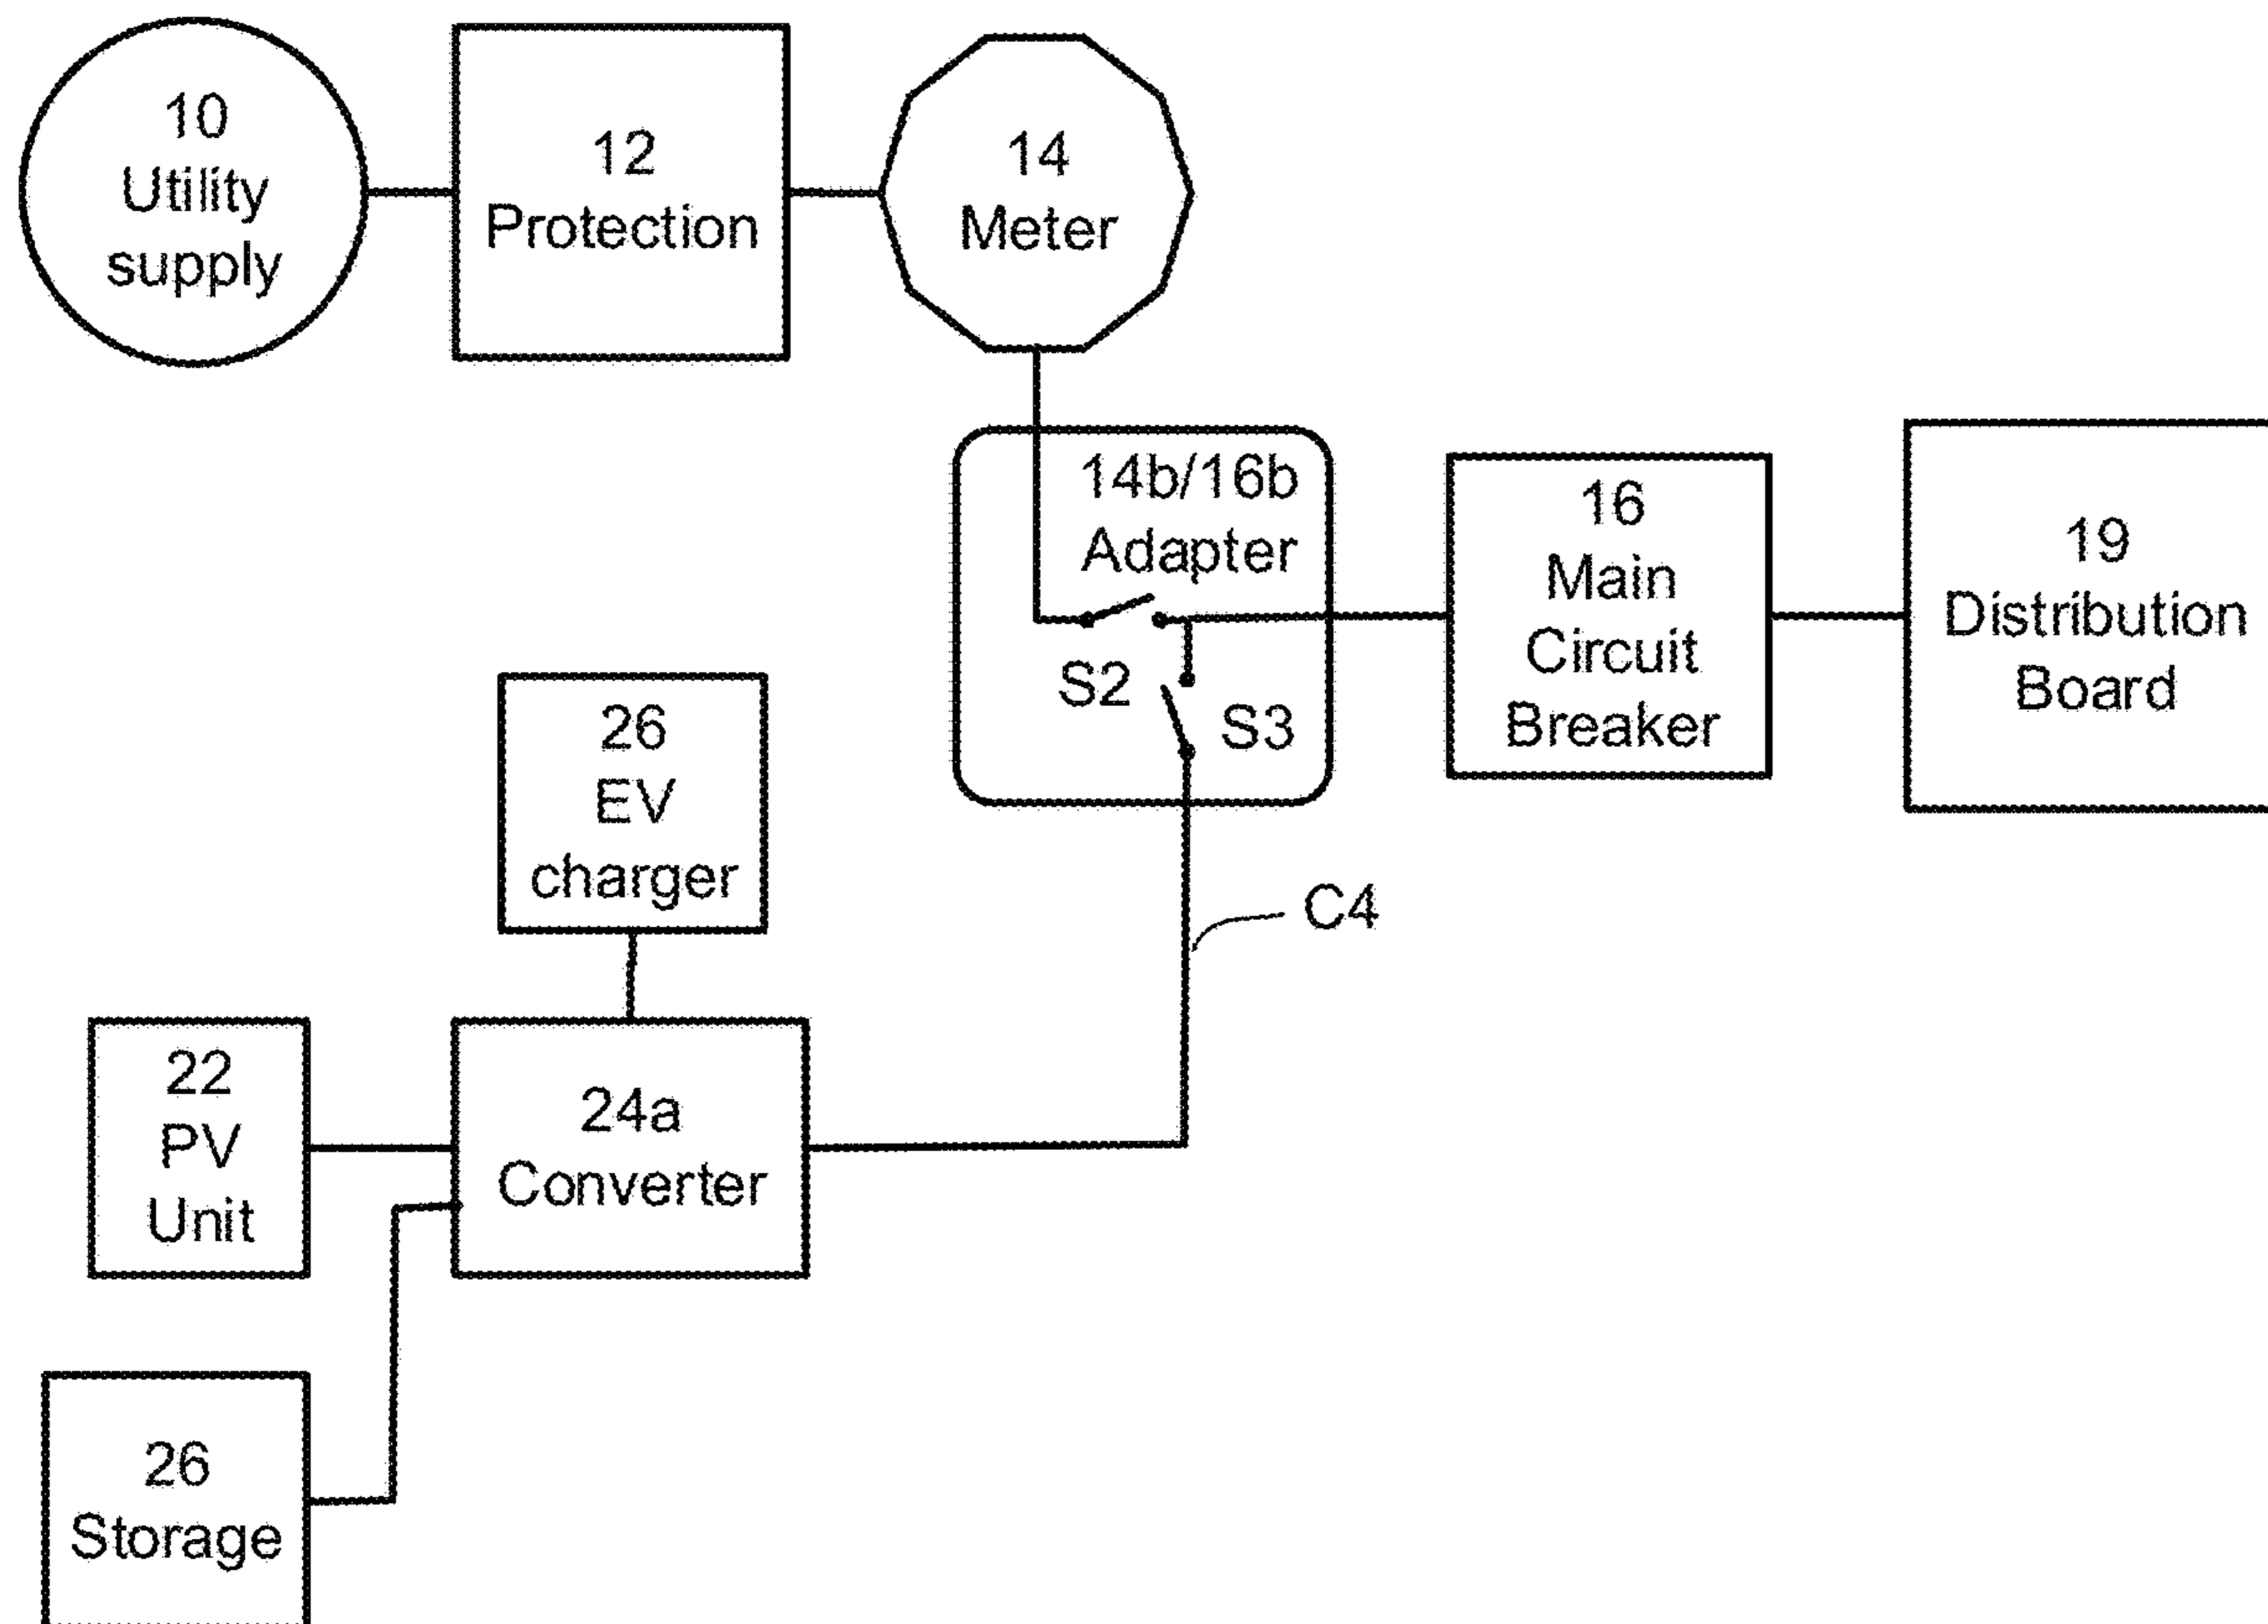 10
Utility
supply
12
Protection
14
Meter
14b/16b
Adapter
S2
S3
16
Main
Circuit
Breaker
19
Distribution
Board
26
EV
charger
C4
22
PV
Unit
24a
Converter
26
Storage